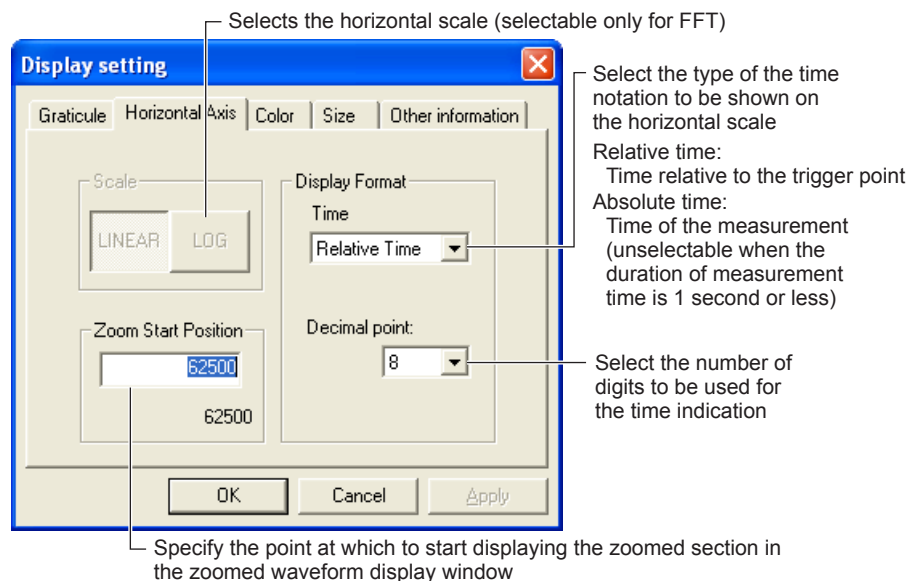 Selects the horizontal scale (selectable only for FFT)
Display setting
Graticule Horizontal Axis Color Size Other information
Scale
LINEAR LOG
Display Format
Time
Relative Time
Zoom Start Position
62500
62500
Decimal point:
8
OK Cancel Apply
Select the type of the time
notation to be shown on
the horizontal scale
Relative time:
Time relative to the trigger point
Absolute time:
Time of the measurement
(unselectable when the
duration of measurement
time is 1 second or less)
Select the number of
digits to be used for
the time indication
Specify the point at which to start displaying the zoomed section in
the zoomed waveform display window